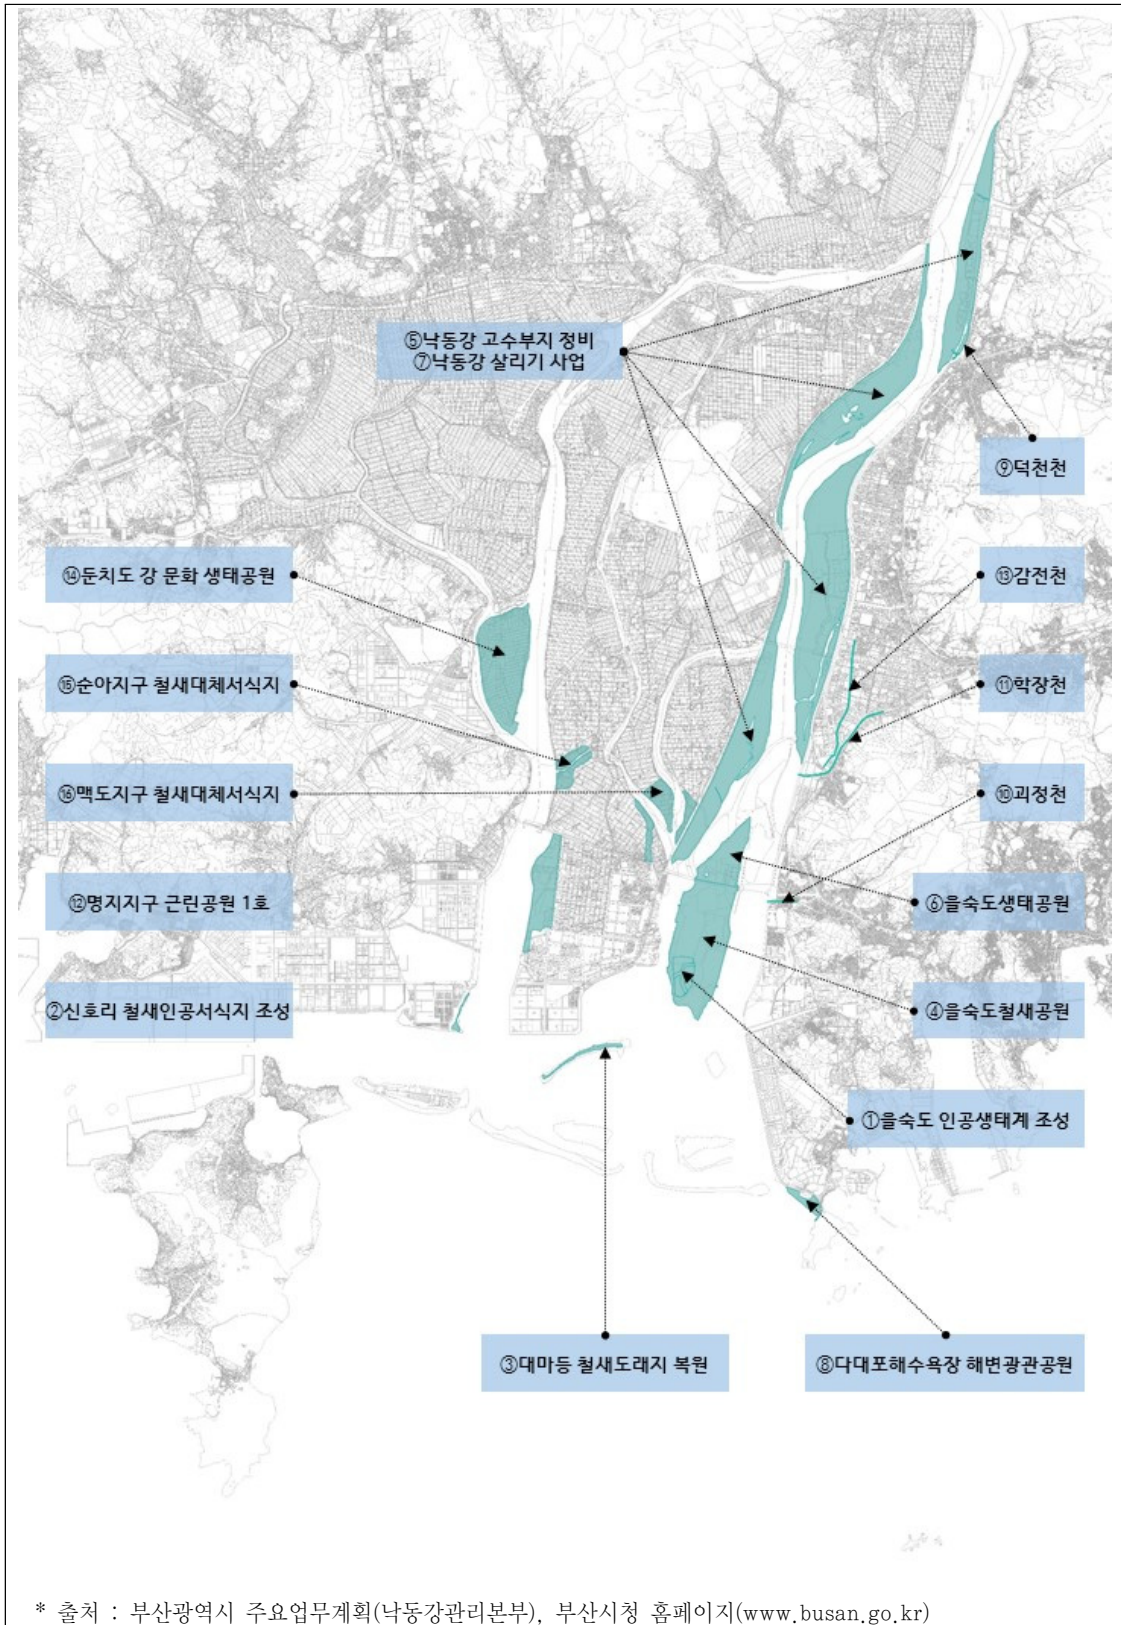 ⑤낙동강 고수부지 정비
⑦낙동강 살리기 사업
⑨덕천천
⑭둔치도 강 문화 생태공원
⑬감전천
⑮순아지구 철새대체서식지
⑪학장천
⑯맥도지구 철새대체서식지
⑩괴정천
⑫명지지구 근린공원 1호
⑥을숙도생태공원
②신호리 철새인공서식지 조성
④을숙도철새공원
①을숙도 인공생태계 조성
③대마등 철새도래지 복원
⑧다대포해수욕장 해변광관공원
* 출처 : 부산광역시 주요업무계획(낙동강관리본부), 부산시청 홈페이지(www.busan.go.kr)